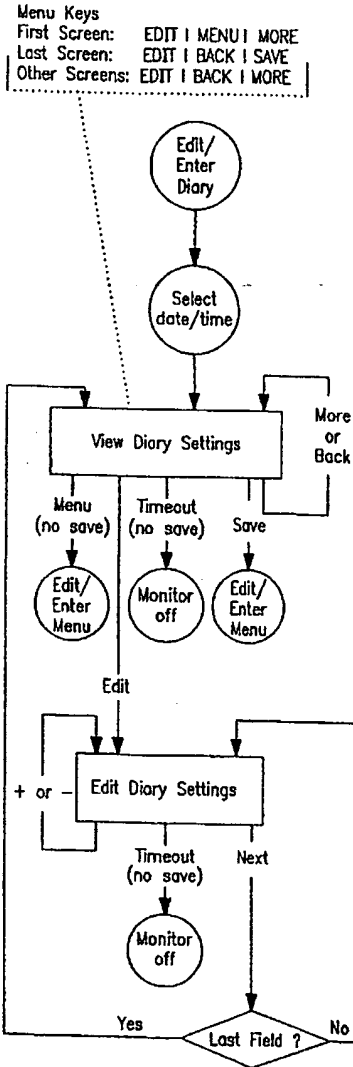 Menu Keys
First Screen: EDIT | MENU | MORE
Last Screen: EDIT | BACK | SAVE
Other Screens: EDIT | BACK | MORE
Edit/
Enter
Diary
Select
date/time
View Diary Settings
More
or
Back
Menu
(no save)
Timeout
(no save)
Save
Edit/
Enter
Menu
Monitor
off
Edit/
Enter
Menu
Edit
+ or -
Edit Diary Settings
Timeout
(no save)
Next
Monitor
off
Yes
Last Field ?
No